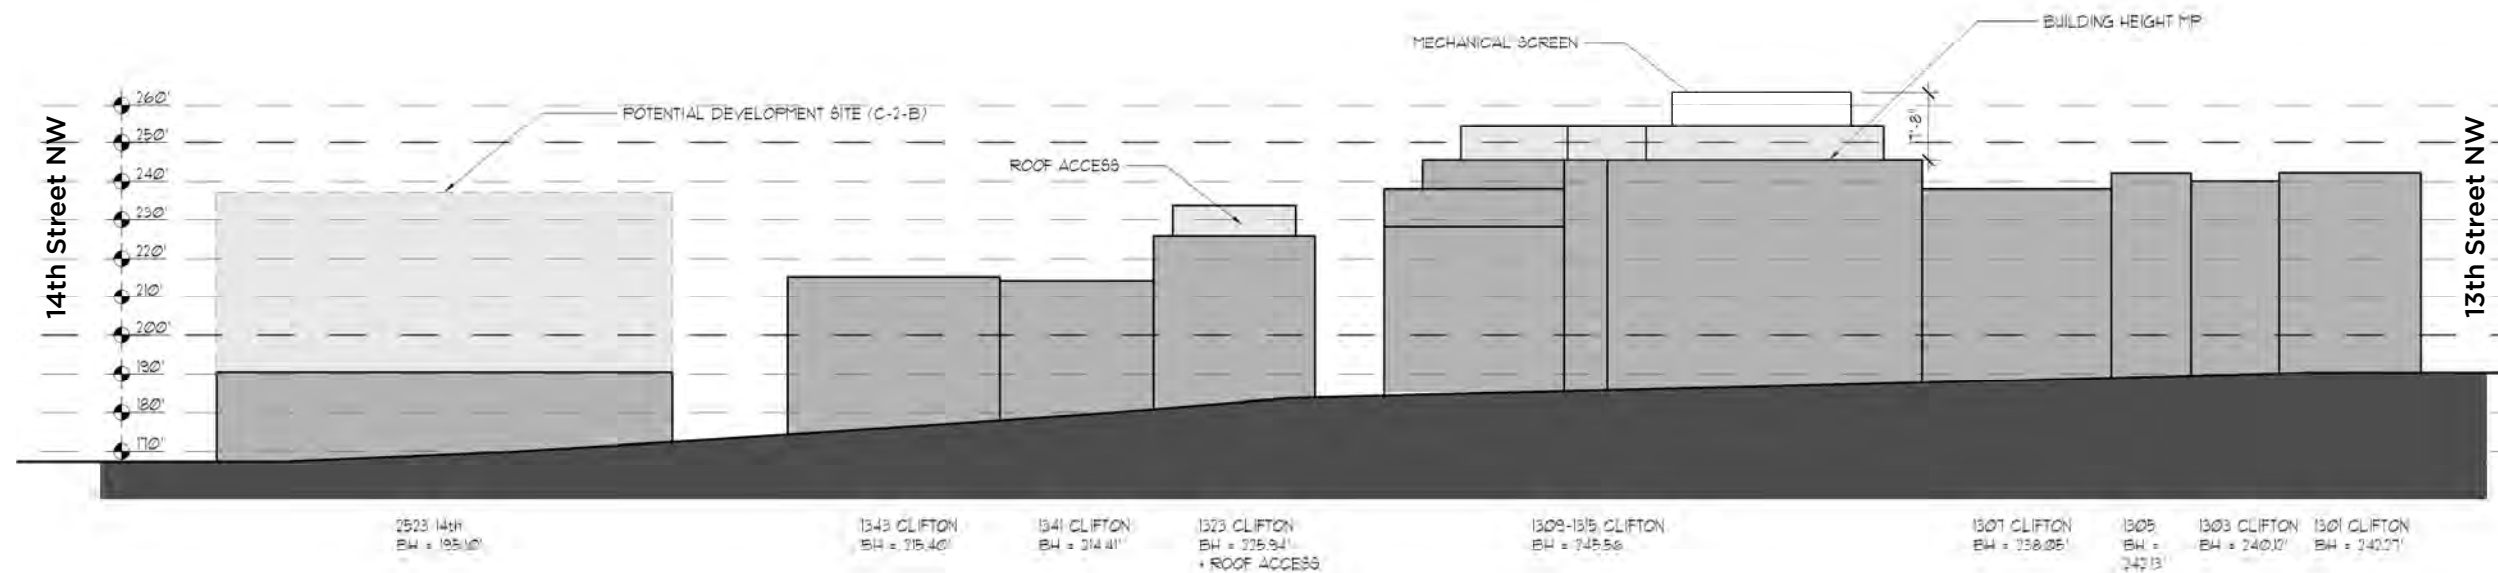 BUILDING HEIGHT MP
MECHANICAL SCREEN
POTENTIAL DEVELOPMENT SITE (C-2-B)
ROOF ACCESS
14th Street NW
260'
250'
240'
230'
220'
210'
200'
190'
180'
170'
13th Street NW
2523 14th
BH =
1343 CLIFTON
BH = 215.40'
1341 CLIFTON
BH = 214.41'
1323 CLIFTON
BH = 225.94'
+ ROOF ACCESS
1309-1315 CLIFTON
BH = 245.56
1307 CLIFTON
BH = 238.05'
1305
BH =
242.13'
1303 CLIFTON
BH = 240.12'
1301 CLIFTON
BH = 242.27'